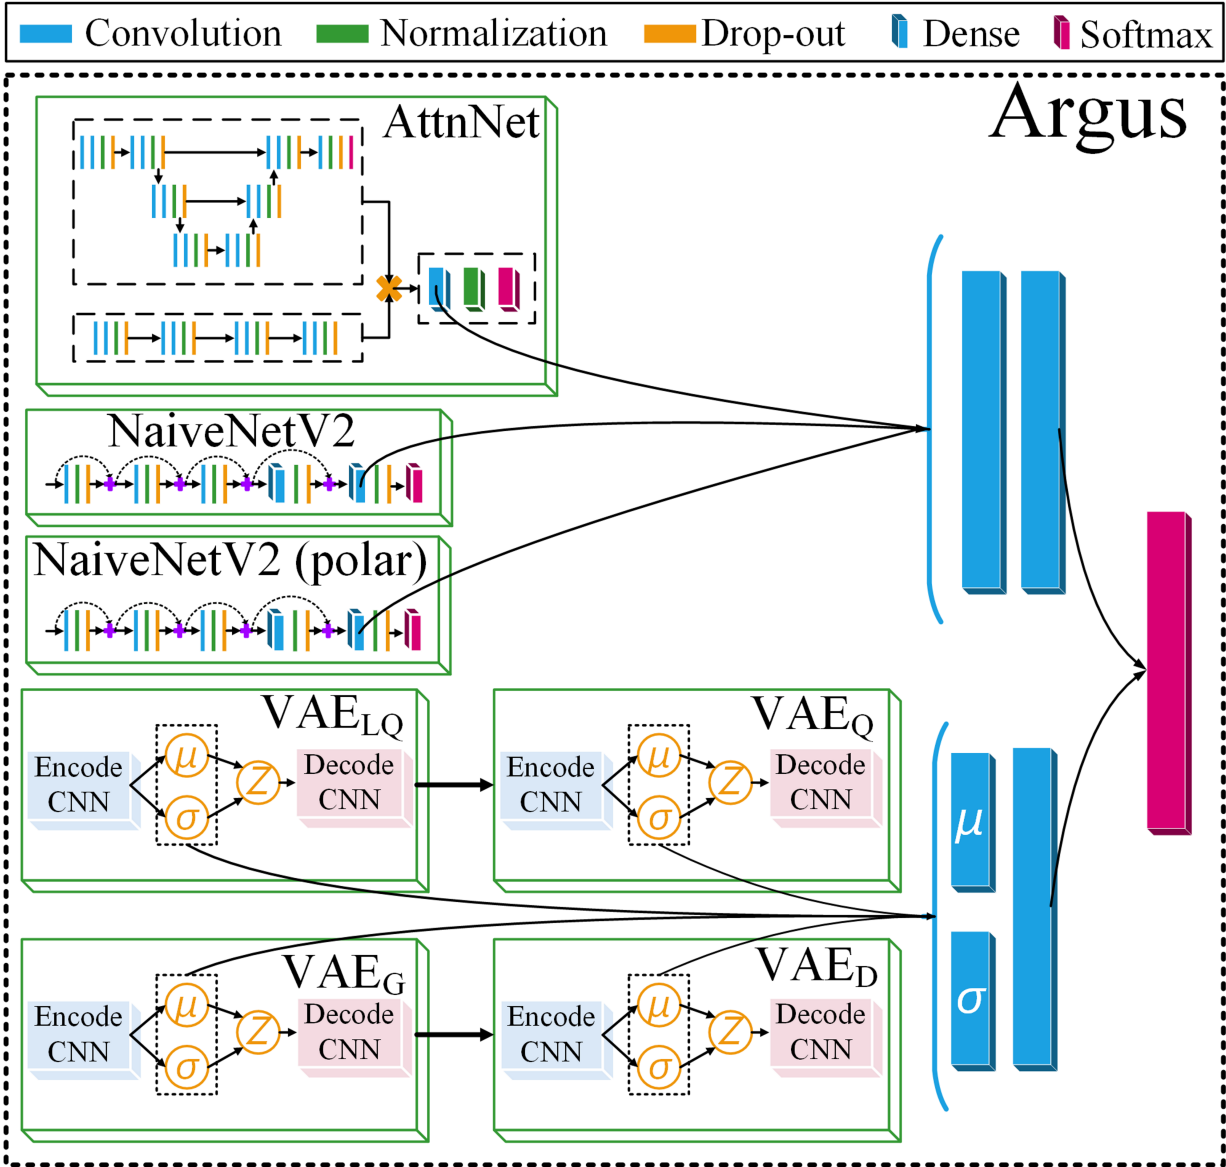 Convolution Normalization Drop-out Dense Softmax
Argus
AttnNet
NaiveNetV2
NaiveNetV2 (polar)
VAE_LQ
Encode
CNN
μ
σ
Z
Decode
CNN
VAE_Q
Encode
CNN
μ
σ
Z
Decode
CNN
μ
σ
VAE_G
Encode
CNN
μ
σ
Z
Decode
CNN
VAE_D
Encode
CNN
μ
σ
Z
Decode
CNN